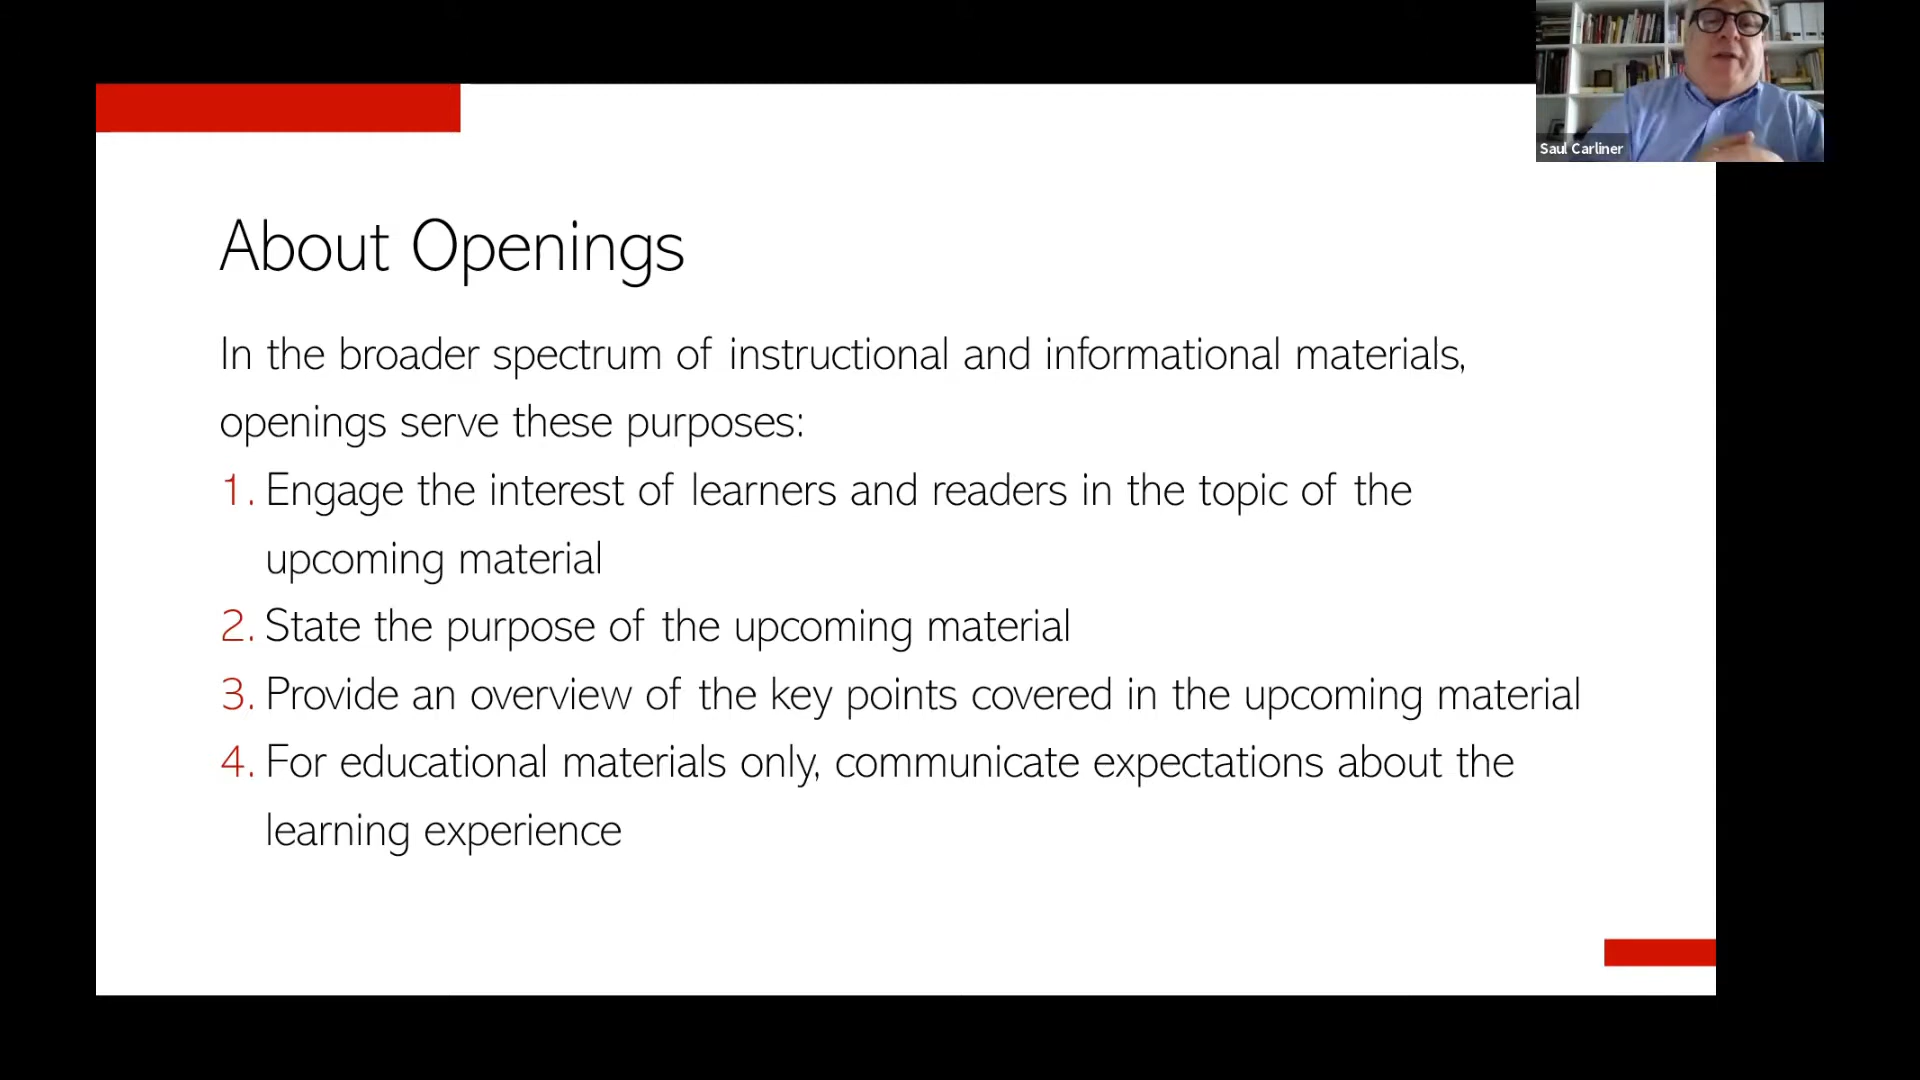 Saul Carliner
About Openings
In the broader spectrum of instructional and informational materials,
openings serve these purposes:
1. Engage the interest of learners and readers in the topic of the
upcoming material
2. State the purpose of the upcoming material
3. Provide an overview of the key points covered in the upcoming material
4. For educational materials only, communicate expectations about the
learning experience